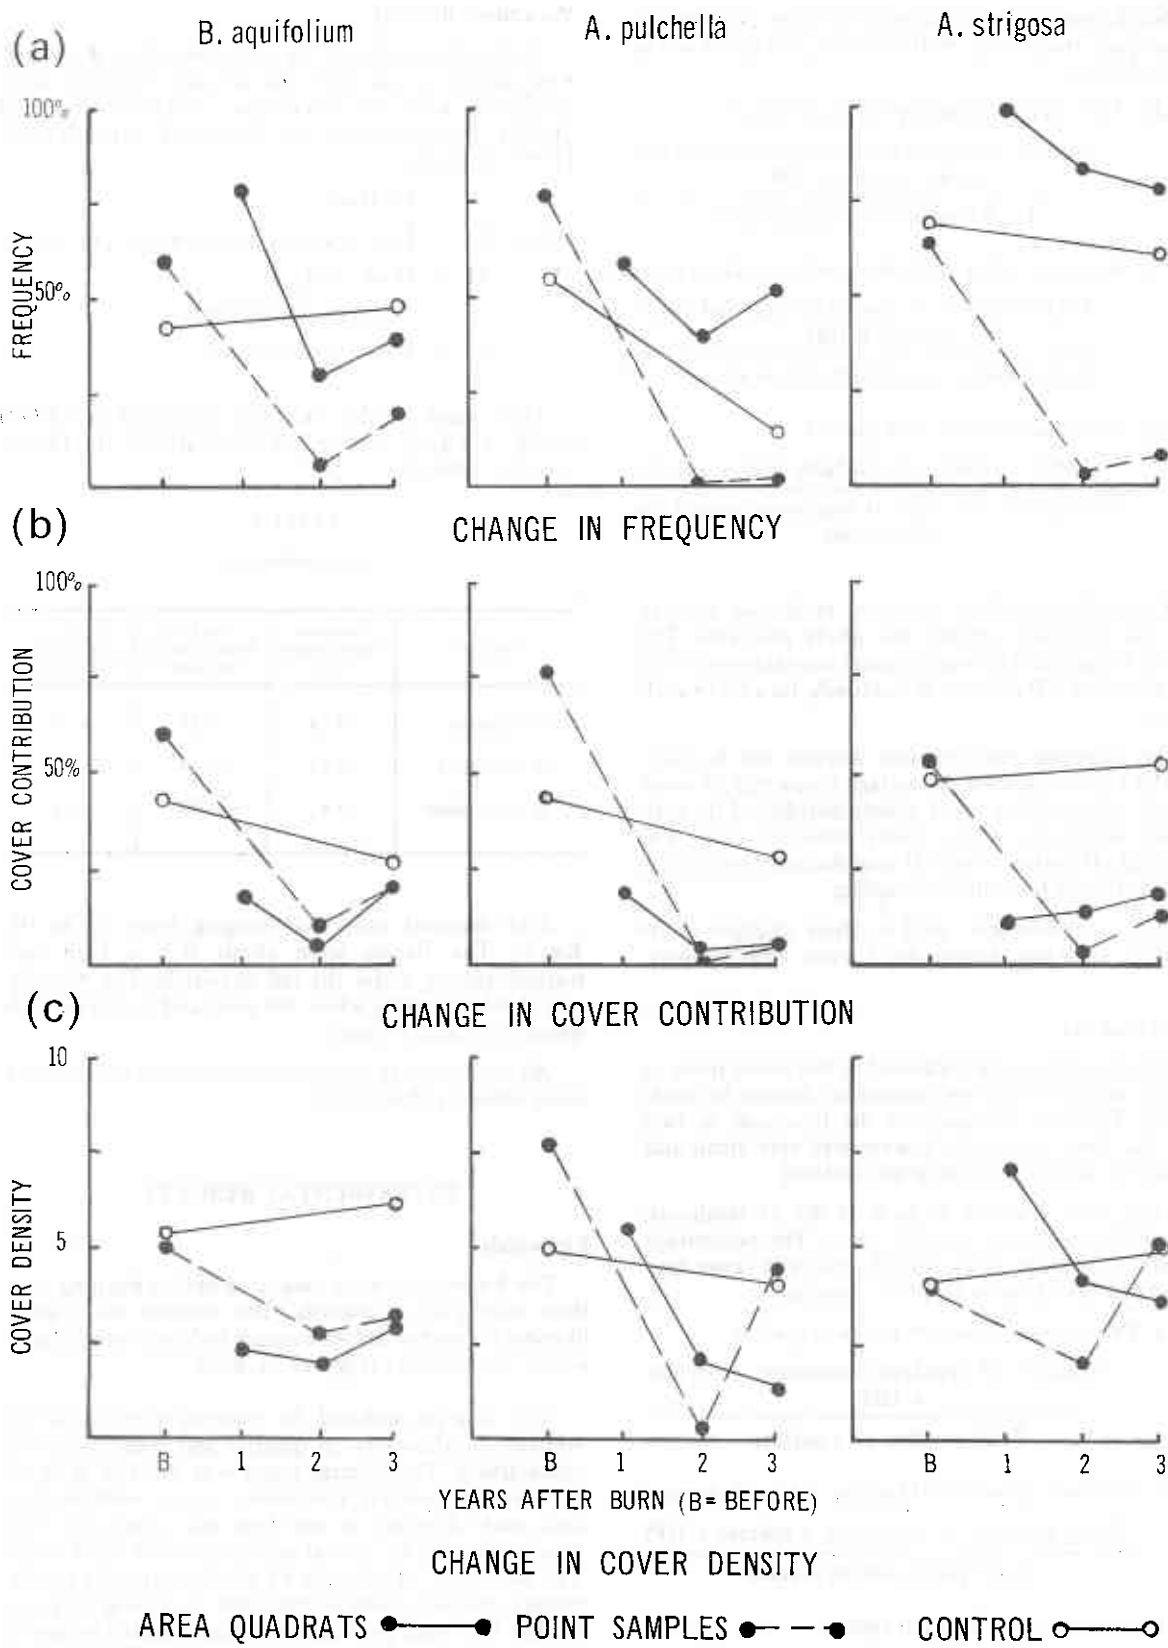 B. aquifolium A. pulchella A. strigosa
(a)
100%
50%
FREQUENCY
(b) CHANGE IN FREQUENCY
100%
50%
COVER CONTRIBUTION
(c) CHANGE IN COVER CONTRIBUTION
10
5
COVER DENSITY
B 1 2 3 B 1 2 3 B 1 2 3
YEARS AFTER BURN (B= BEFORE)
CHANGE IN COVER DENSITY
AREA QUADRATS POINT SAMPLES CONTROL